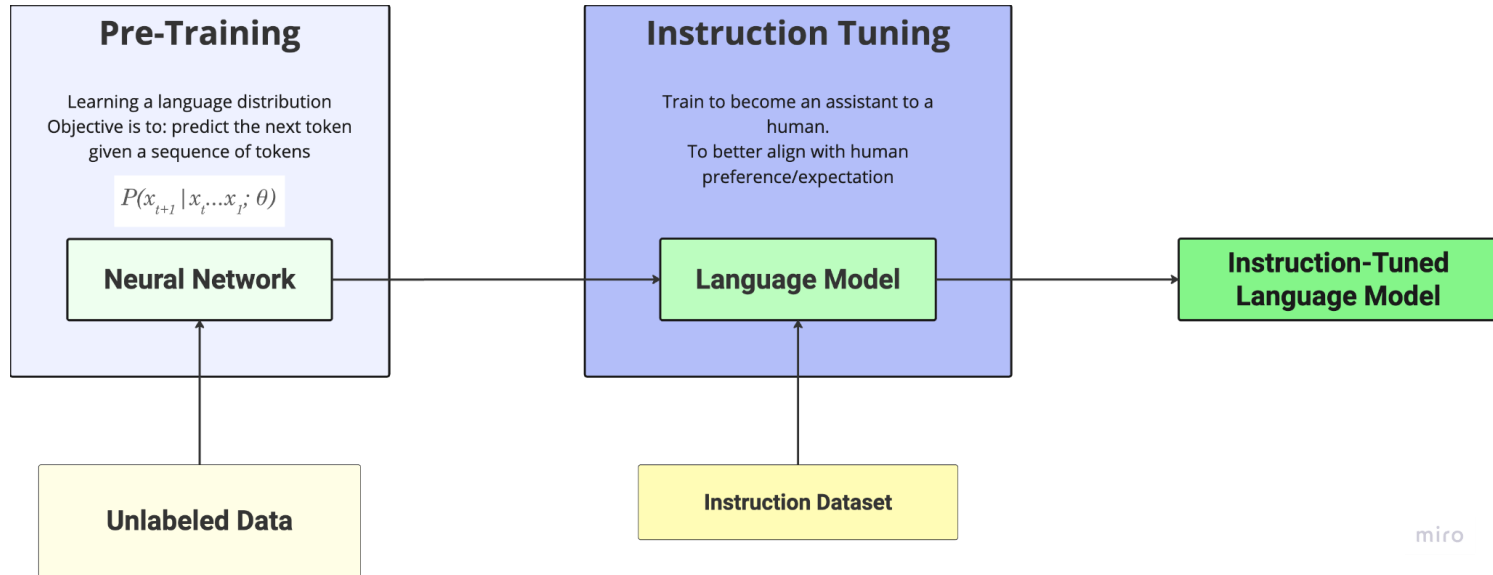 Pre-Training
Learning a language distribution
Objective is to: predict the next token
given a sequence of tokens
P(x_{t+1} | x_t...x_1; θ)
Neural Network
Unlabeled Data
Instruction Tuning
Train to become an assistant to a
human.
To better align with human
preference/expectation
Language Model
Instruction Dataset
Instruction-Tuned
Language Model
miro